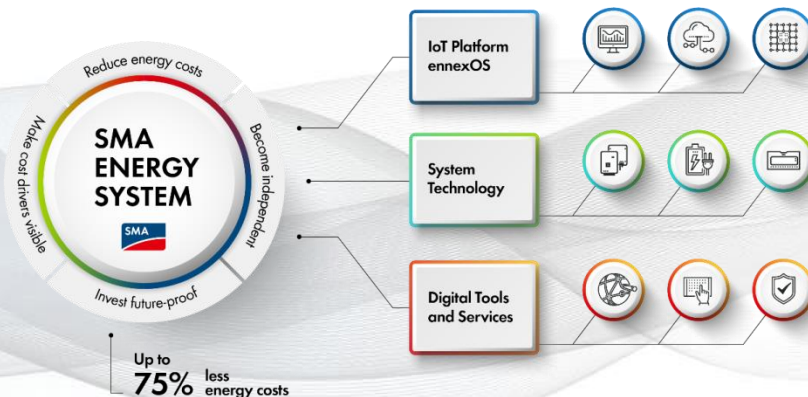 Reduce energy costs
Make cost drivers visible
SMA
ENERGY
SYSTEM
SMA
Become independent
Invest future-proof
Up to
75% less
energy costs
IoT Platform
ennexOS
System
Technology
Digital Tools
and Services